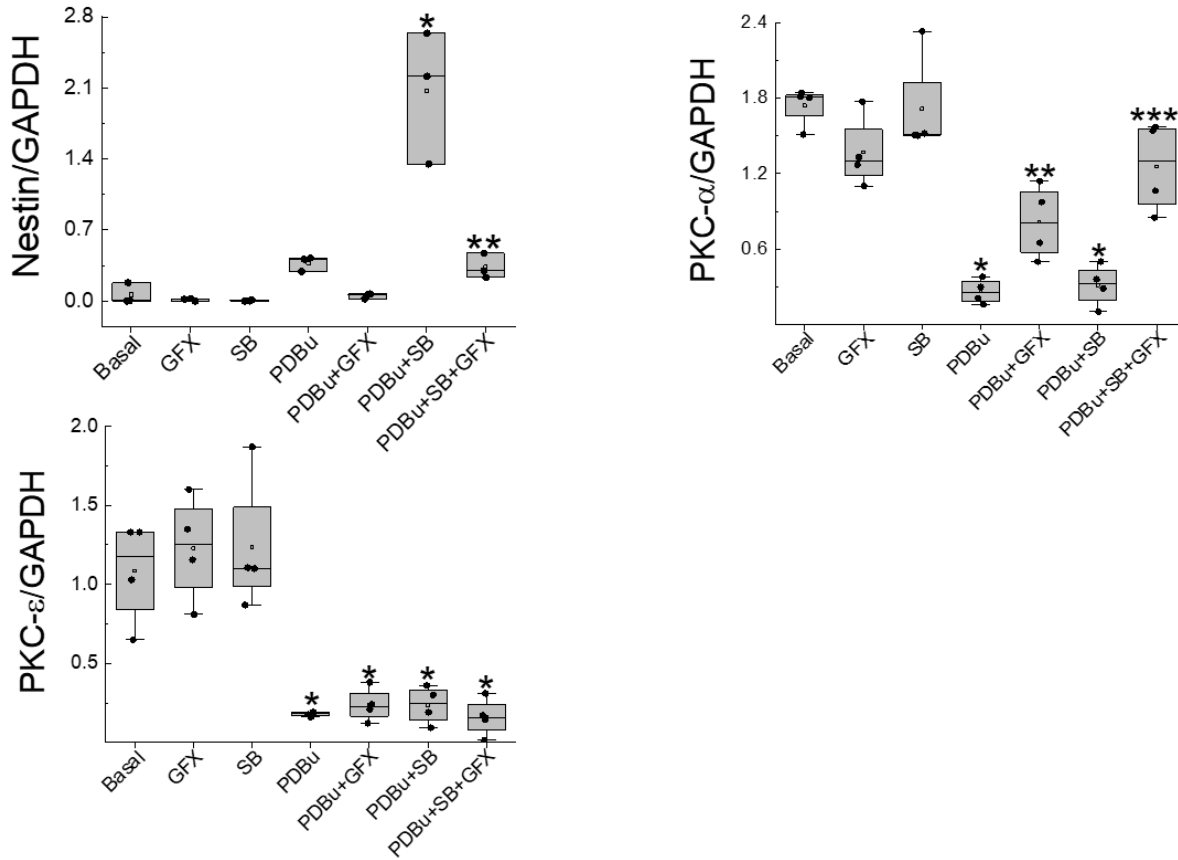 Nestin/GAPDH
2.8
2.1
1.4
0.7
0.0
*
**
Basal
GFX
SB
PDBu
PDBu+GFX
PDBu+SB
PDBu+SB+GFX
PKC-α/GAPDH
2.4
1.8
1.2
0.6
*
**
*
***
Basal
GFX
SB
PDBu
PDBu+GFX
PDBu+SB
PDBu+SB+GFX
PKC-ε/GAPDH
2.0
1.5
1.0
0.5
*
*
*
*
Basal
GFX
SB
PDBu
PDBu+GFX
PDBu+SB
PDBu+SB+GFX